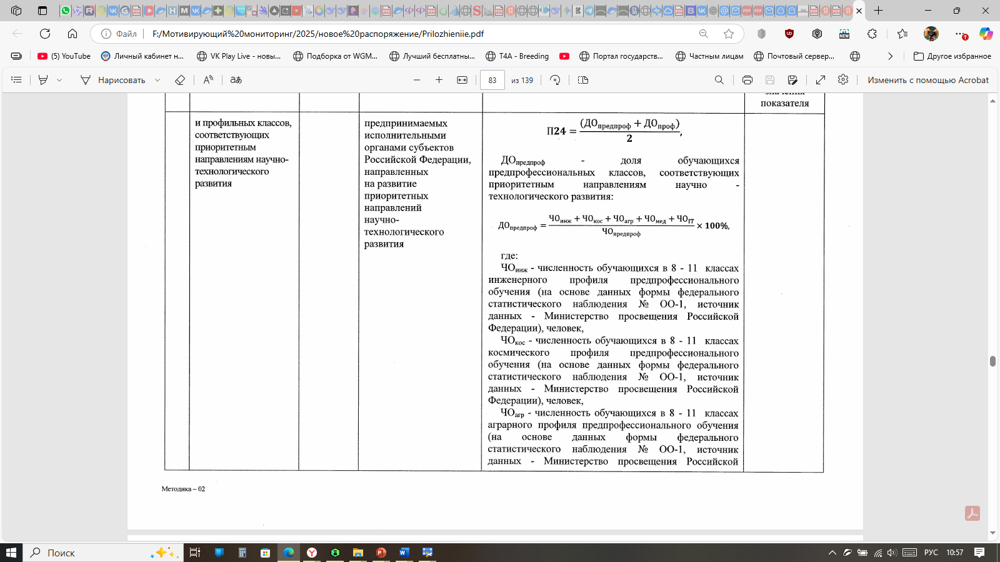 Файл
F:/Мотивирующий%20мониторинг/2025/новое%20распоряжение/Prilozhieniie.pdf
(5) YouTube
Личный кабинет н...
VK Play Live - новы...
Подборка от WGM...
Лучший бесплатны...
T4A - Breeding
Портал государств...
Частным лицам
Почтовый сервер...
Другое избранное
Нарисовать
83
из 139
Изменить с помощью Acrobat
показателя
и профильных классов,
соответствующих
приоритетным
направлениям научно-
технологического
развития
предпринимаемых
исполнительными
органами субъектов
Российской Федерации,
направленных
на развитие
приоритетных
направлений
научно-
технологического
развития
П24 = (ДОпредпроф + ДОпроф) / 2,
ДОпредпроф - доля обучающихся
предпрофессиональных классов, соответствующих
приоритетным направлениям научно -
технологического развития:
ДОпредпроф = ЧОинж + ЧОкос + ЧОагр + ЧОмед + ЧОIT / ЧОпредпроф × 100%,
где:
ЧОинж - численность обучающихся в 8 - 11 классах
инженерного профиля предпрофессионального
обучения (на основе данных формы федерального
статистического наблюдения № ОО-1, источник
данных - Министерство просвещения Российской
Федерации), человек,
ЧОкос - численность обучающихся в 8 - 11 классах
космического профиля предпрофессионального
обучения (на основе данных формы федерального
статистического наблюдения № ОО-1, источник
данных - Министерство просвещения Российской
Федерации), человек,
ЧОагр - численность обучающихся в 8 - 11 классах
аграрного профиля предпрофессионального обучения
(на основе данных формы федерального
статистического наблюдения № ОО-1, источник
данных - Министерство просвещения Российской
Методика – 02
Поиск
РУС
10:57